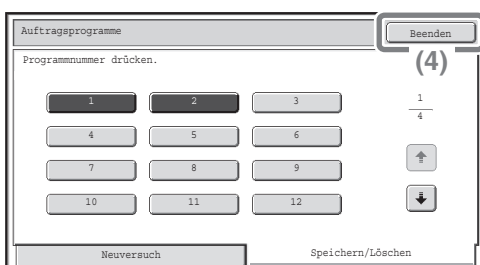 Auftragsprogramme
Beenden
(4)
Programmnummer drücken.
1 2 3
4 5 6
7 8 9
10 11 12
1
4
Neuversuch
Speichern/Löschen